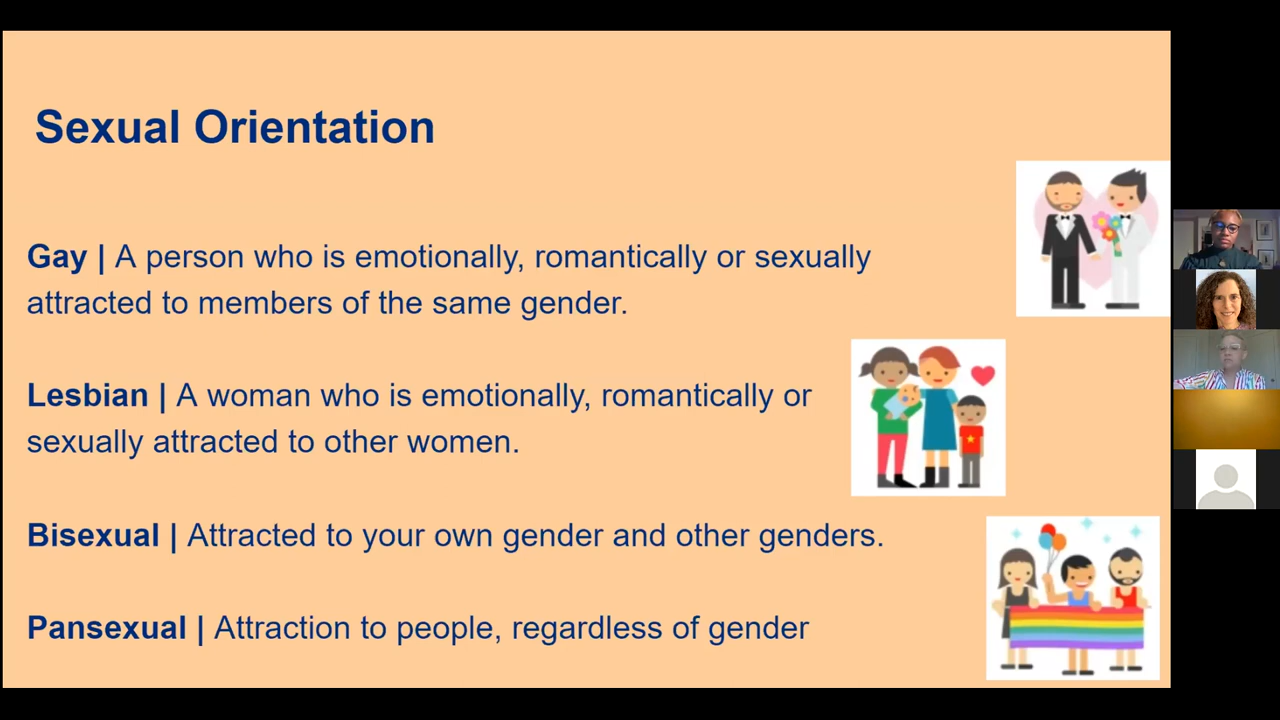 Sexual Orientation
Gay | A person who is emotionally, romantically or sexually
attracted to members of the same gender.
Lesbian | A woman who is emotionally, romantically or
sexually attracted to other women.
Bisexual | Attracted to your own gender and other genders.
Pansexual | Attraction to people, regardless of gender